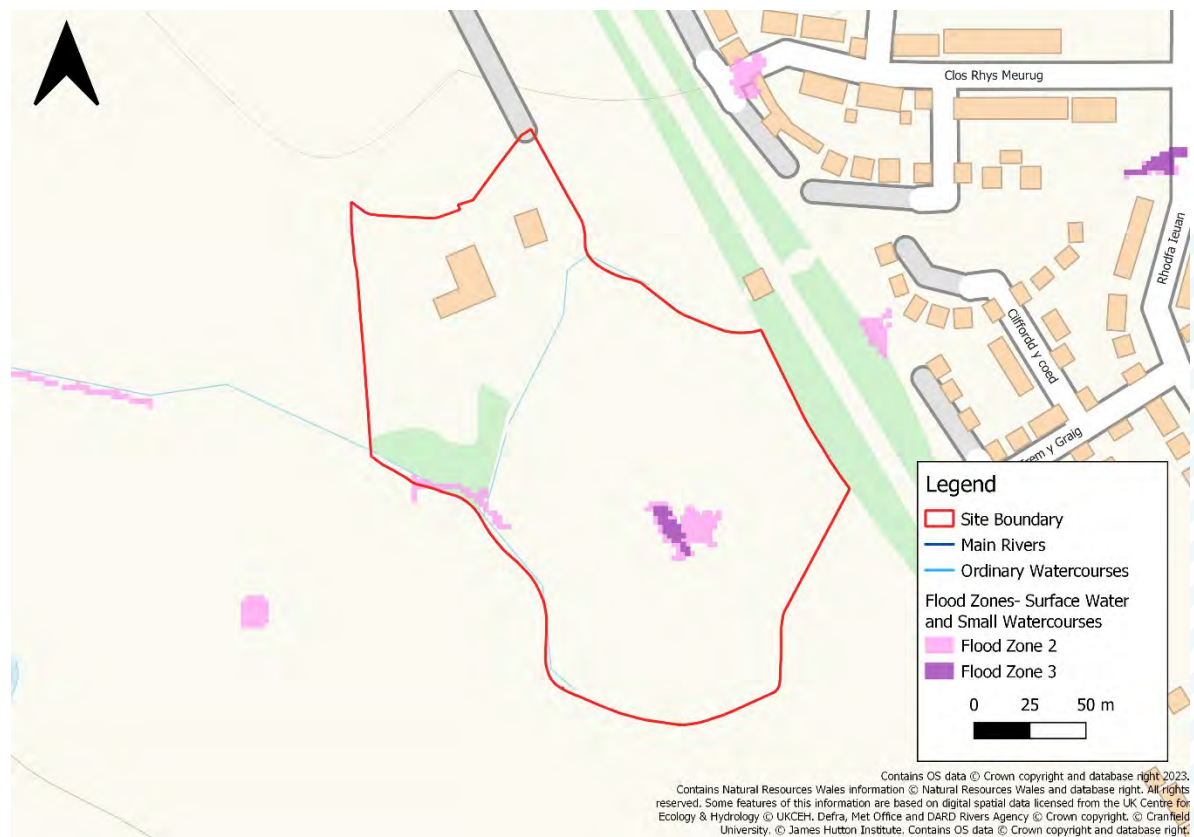 Clos Rhys Meurug
Rhodfa Ieuan
Cilffordd y coed
frem y Graig
Legend
Site Boundary
Main Rivers
Ordinary Watercourses
Flood Zones- Surface Water
and Small Watercourses
Flood Zone 2
Flood Zone 3
0 25 50 m
Contains OS data © Crown copyright and database right 2023.
Contains Natural Resources Wales information © Natural Resources Wales and database right. All rights
reserved. Some features of this information are based on digital spatial data licensed from the UK Centre for
Ecology & Hydrology © UKCEH. Defra, Met Office and DARD Rivers Agency © Crown copyright. © Cranfield
University. © James Hutton Institute. Contains OS data © Crown copyright and database right